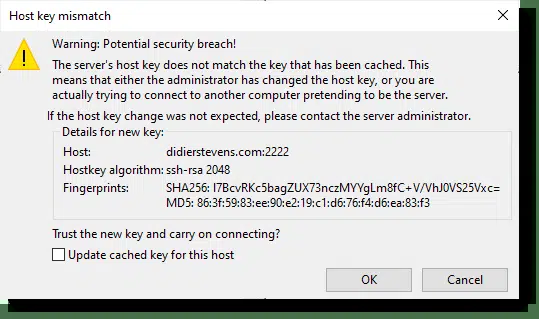 Host key mismatch
Warning: Potential security breach!
The server's host key does not match the key that has been cached. This
means that either the administrator has changed the host key, or you are
actually trying to connect to another computer pretending to be the server.
If the host key change was not expected, please contact the server administrator.
Details for new key:
Host: didierstevens.com:2222
Hostkey algorithm: ssh-rsa 2048
Fingerprints: SHA256: I7BcvRKc5bagZUX73nczMYYgLm8fC+V/VhJ0VS25Vxc=
MD5: 86:3f:59:83:ee:90:e2:19:c1:d6:76:f4:d6:ea:83:f3
Trust the new key and carry on connecting?
Update cached key for this host
OK Cancel